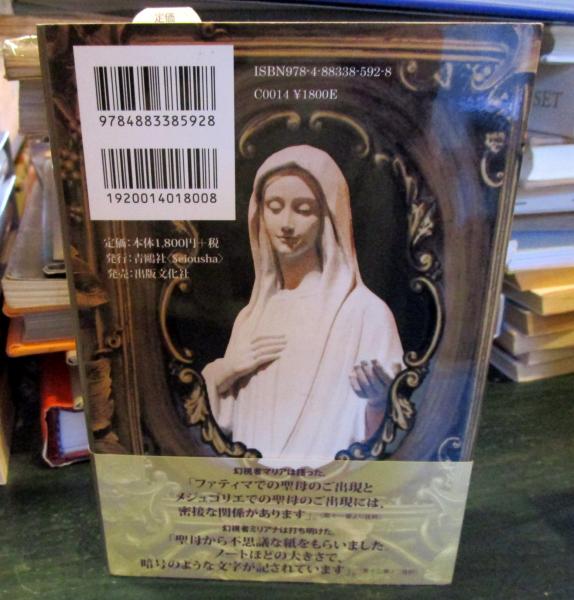 定価
ISBN978-4-88338-592-8
C0014 ¥1800E
9784883385928
1920014018008
定価：本体1,800円＋税
発行：青鷗社〈Seiousha〉
発売：出版文化社
幻視者マリアは語った。
「ファティマでの聖母のご出現と
メジュゴリエでの聖母のご出現には、
密接な関係があります」。
幻視者ミリアナは打ち明けた。
「聖母から不思議な紙をもらいました。
ノートほどの大きさで、
暗号のような文字が記されています」。
SET